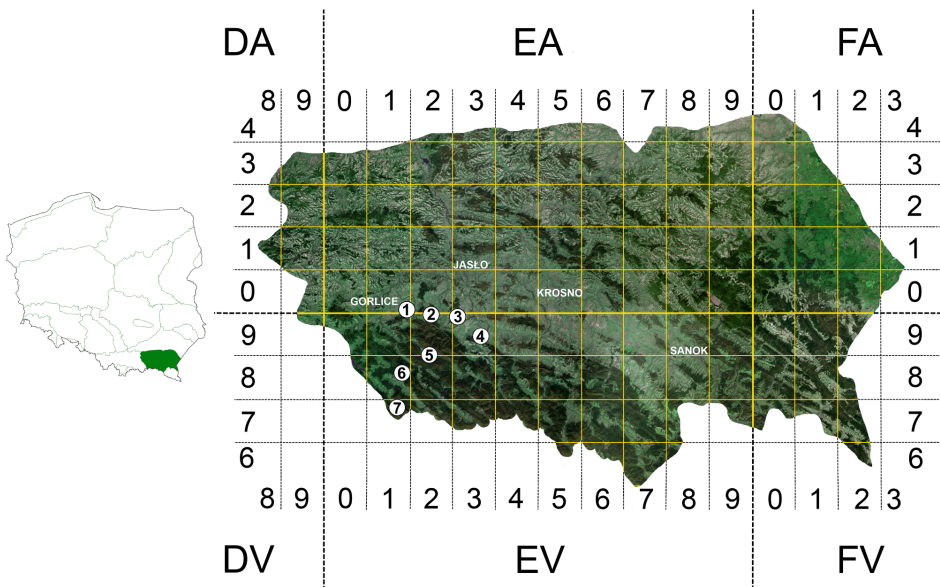 DA EA FA
8 9 0 1 2 3 4 5 6 7 8 9 0 1 2 3
4 4
3 3
2 2
1 1
JASŁO
0 KROSNO 0
GORLICE 1 2 3
9 4 SANOK 9
5
8 6 8
7 7 7
6 6
8 9 0 1 2 3 4 5 6 7 8 9 0 1 2 3
DV EV FV